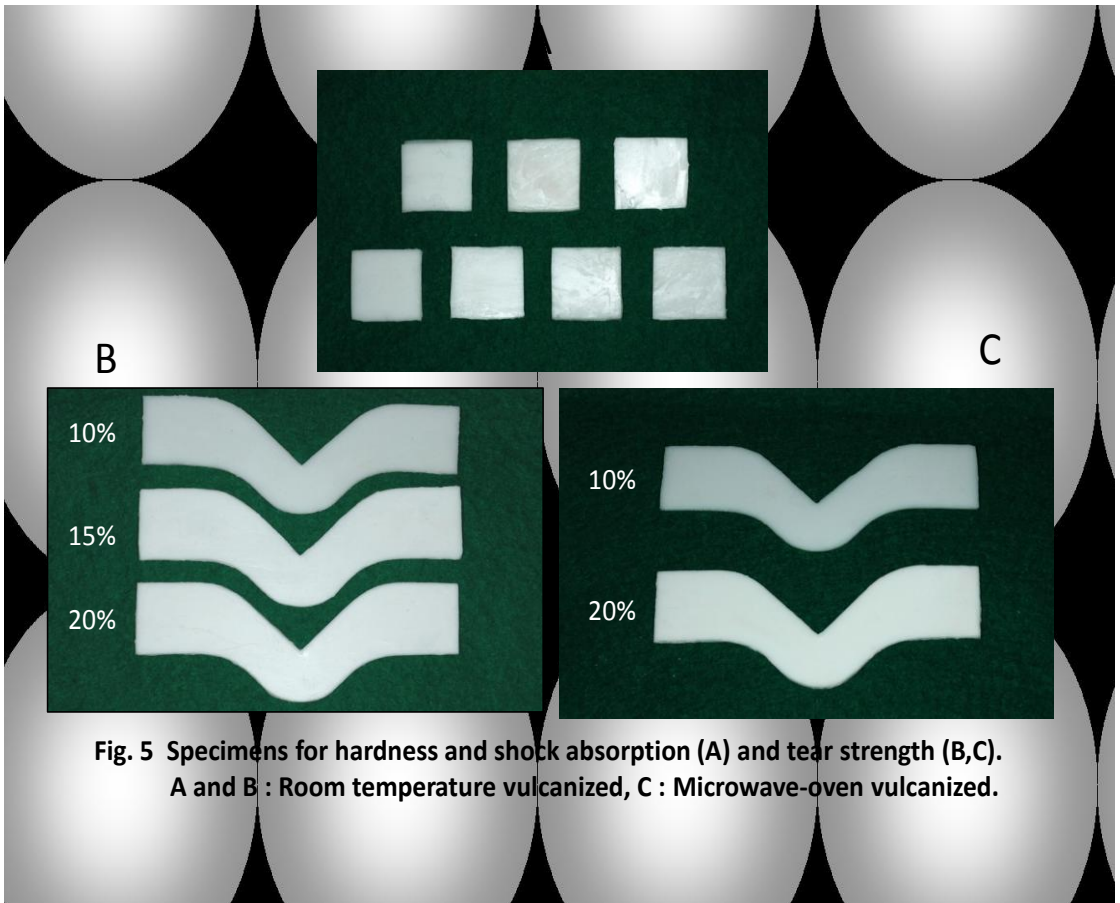 B
C
10%
15%
20%
10%
20%
Fig. 5 Specimens for hardness and shock absorption (A) and tear strength (B,C).
A and B : Room temperature vulcanized, C : Microwave-oven vulcanized.